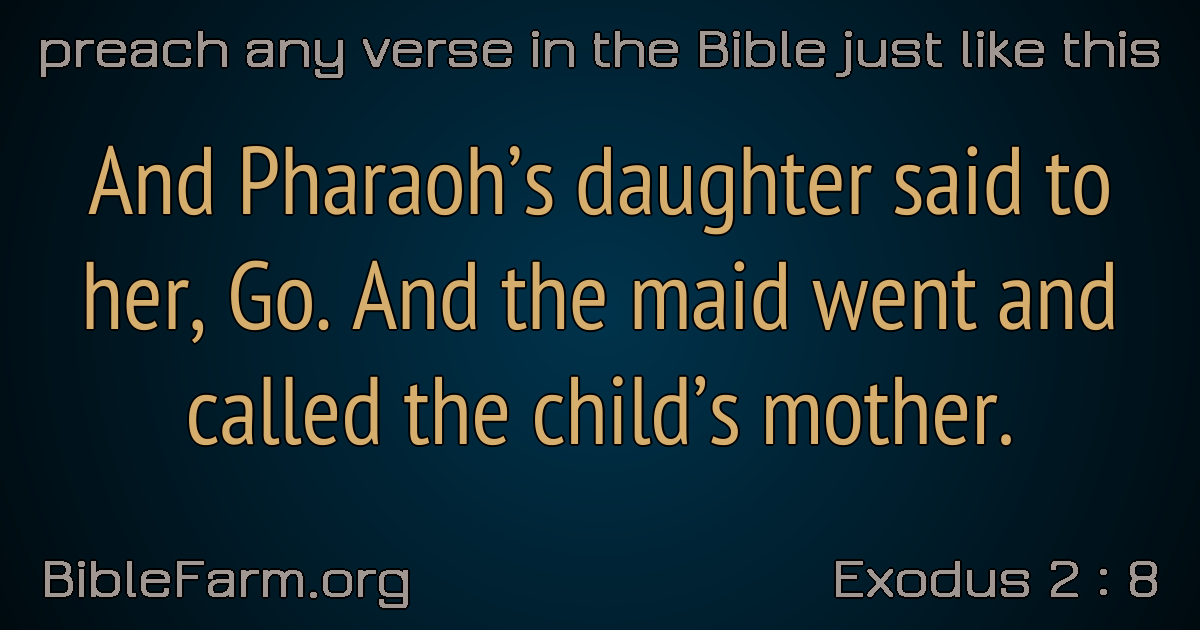 preach any verse in the Bible just like this
And Pharaoh’s daughter said to
her, Go. And the maid went and
called the child’s mother.
BibleFarm.org
Exodus 2 : 8